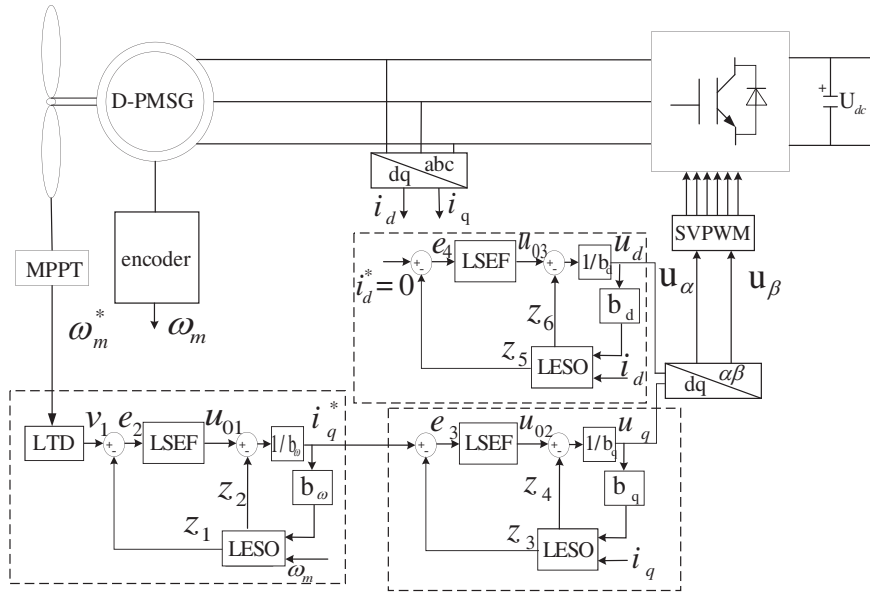 D-PMSG
+
U_dc
abc
dq
i_d
i_q
SVPWM
MPPT
encoder
ω_m^*
ω_m
e_4
LSEF
u_03
+
-
+
-
1/b_d
u_d
i_d^*=0
b_d
z_6
z_5
LESO
i_d
u_α
u_β
αβ
dq
LTD
v_1
e_2
+
-
LSEF
u_01
+
-
1/b_ω
i_q^*
b_ω
z_2
z_1
LESO
ω_m
e_3
+
-
LSEF
u_02
+
-
1/b_q
u_q
b_q
z_4
z_3
LESO
i_q